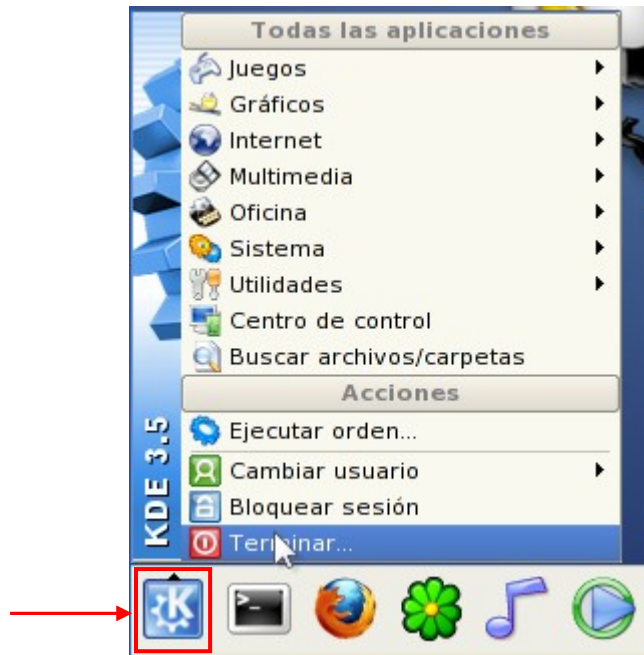 Todas las aplicaciones
Juegos
Gráficos
Internet
Multimedia
Oficina
Sistema
Utilidades
Centro de control
Buscar archivos/carpetas
Acciones
Ejecutar orden...
Cambiar usuario
Bloquear sesión
Terminar...
KDE 3.5